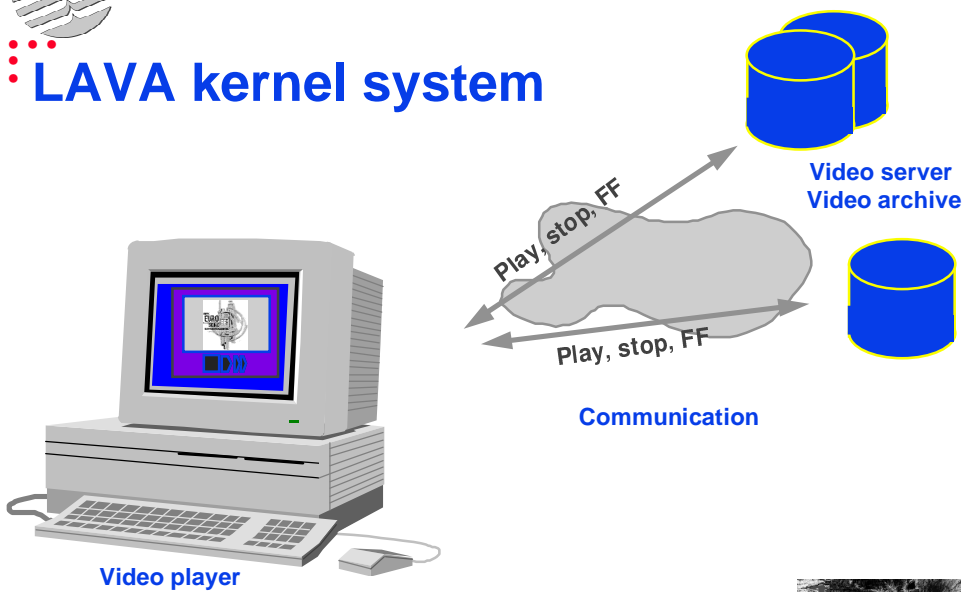 LAVA kernel system
Video server
Video archive
Play, stop, FF
Play, stop, FF
Communication
Video player